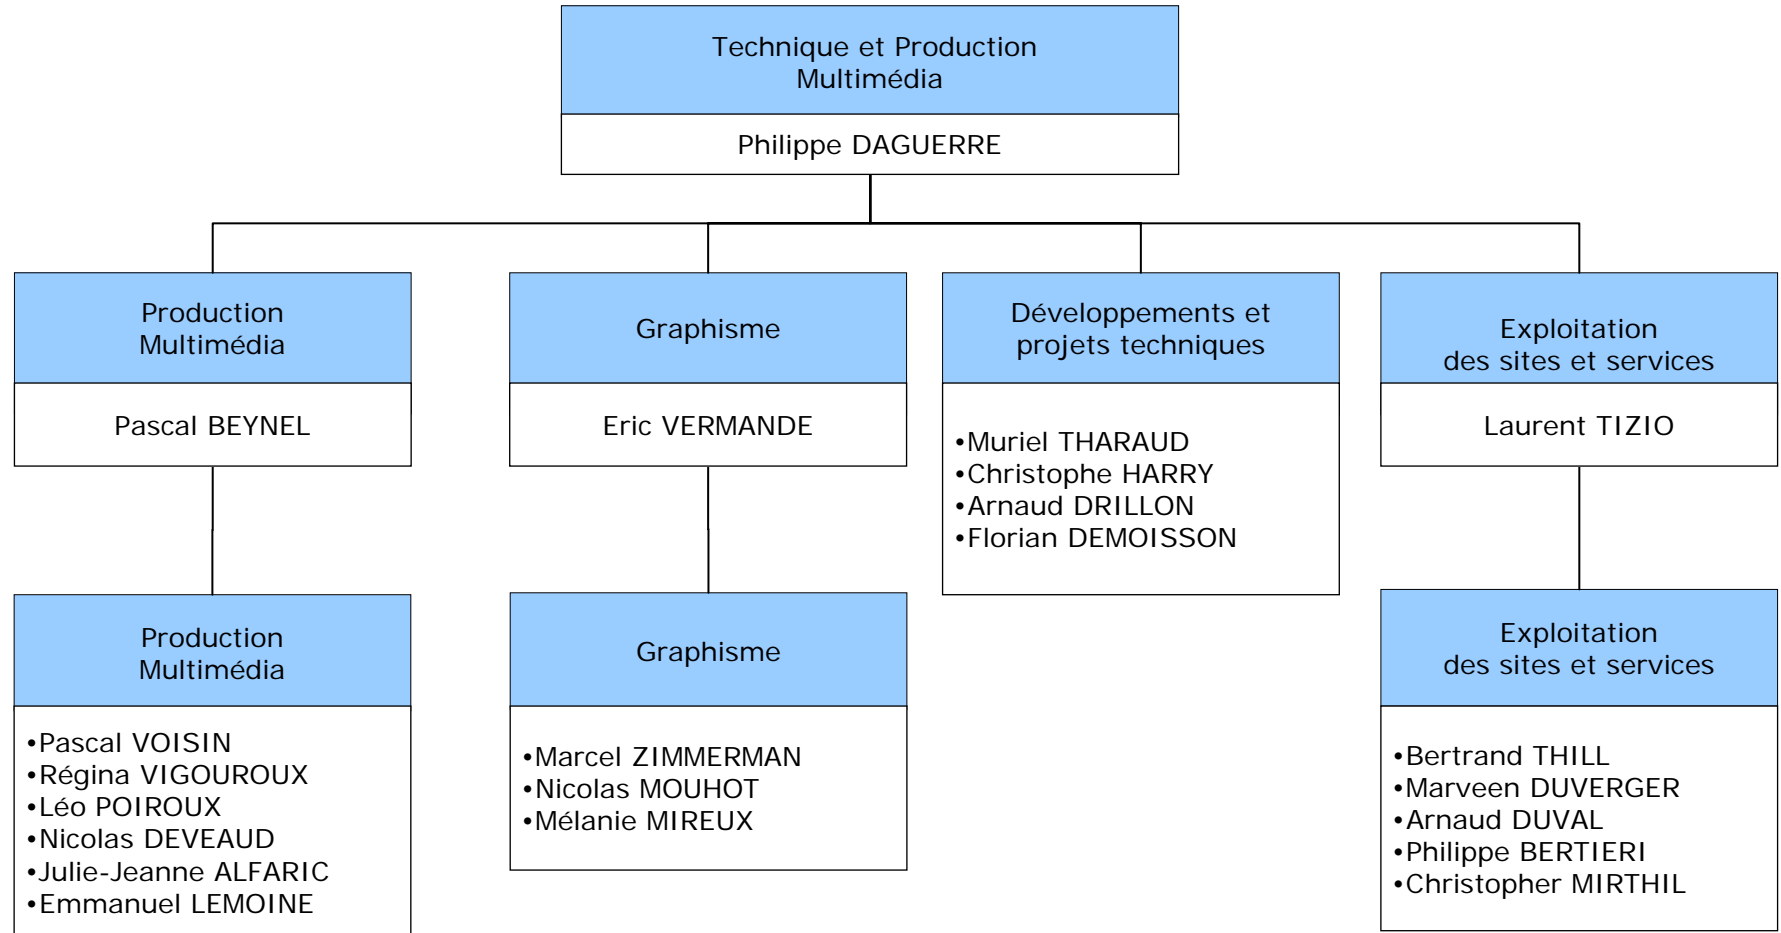 Technique et Production
Multimédia
Philippe DAGUERRE
Production
Multimédia
Pascal BEYNEL
Graphisme
Eric VERMANDE
Développements et
projets techniques
•Muriel THARAUD
•Christophe HARRY
•Arnaud DRILLON
•Florian DEMOISSON
Exploitation
des sites et services
Laurent TIZIO
Production
Multimédia
•Pascal VOISIN
•Régina VIGOUROUX
•Léo POIROUX
•Nicolas DEVEAUD
•Julie-Jeanne ALFARIC
•Emmanuel LEMOINE
Graphisme
•Marcel ZIMMERMAN
•Nicolas MOUHOT
•Mélanie MIREUX
Exploitation
des sites et services
•Bertrand THILL
•Marveen DUVERGER
•Arnaud DUVAL
•Philippe BERTIERI
•Christopher MIRTHIL